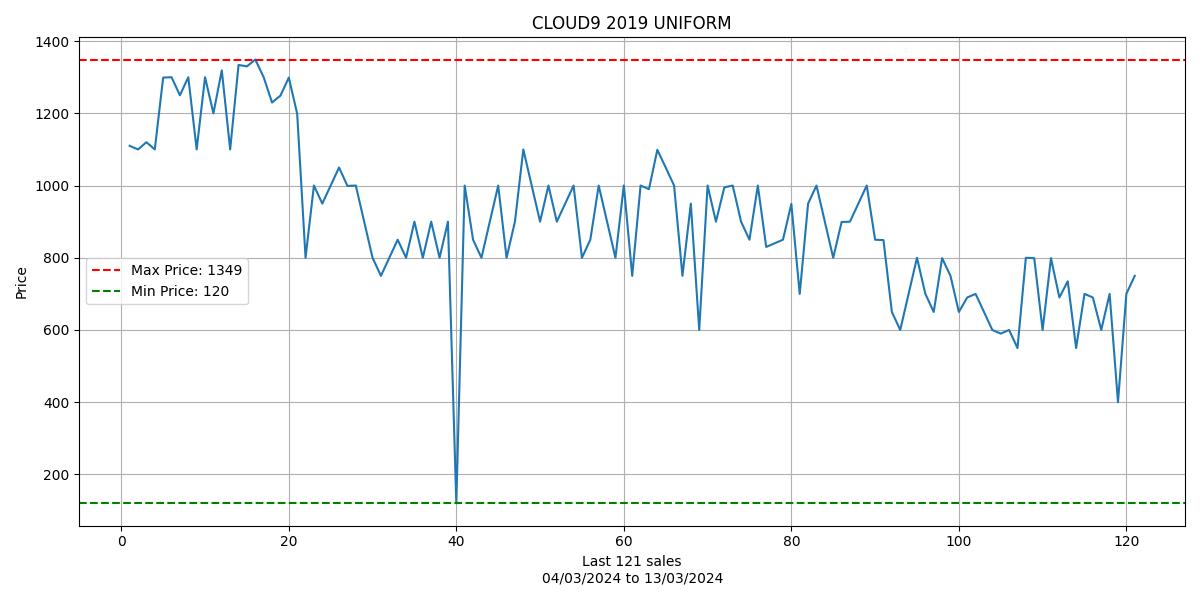 CLOUD9 2019 UNIFORM
1400
1200
1000
800
600
400
200
Price
Max Price: 1349
Min Price: 120
0 20 40 60 80 100 120
Last 121 sales
04/03/2024 to 13/03/2024